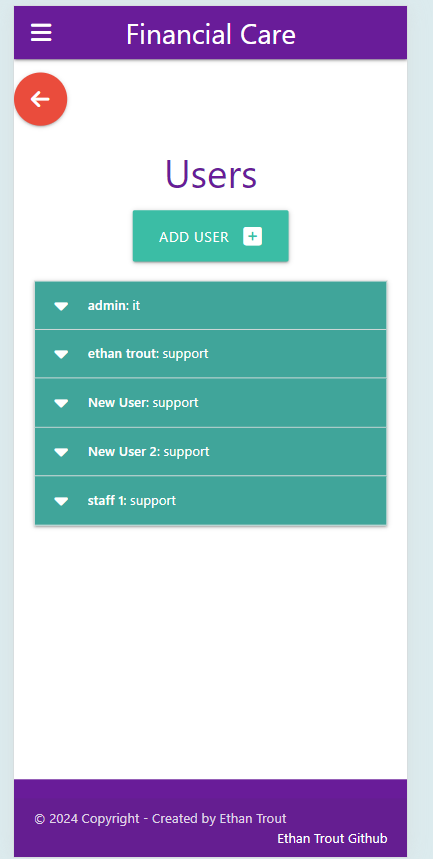 Financial Care
Users
ADD USER
admin: it
ethan trout: support
New User: support
New User 2: support
staff 1: support
© 2024 Copyright - Created by Ethan Trout
Ethan Trout Github